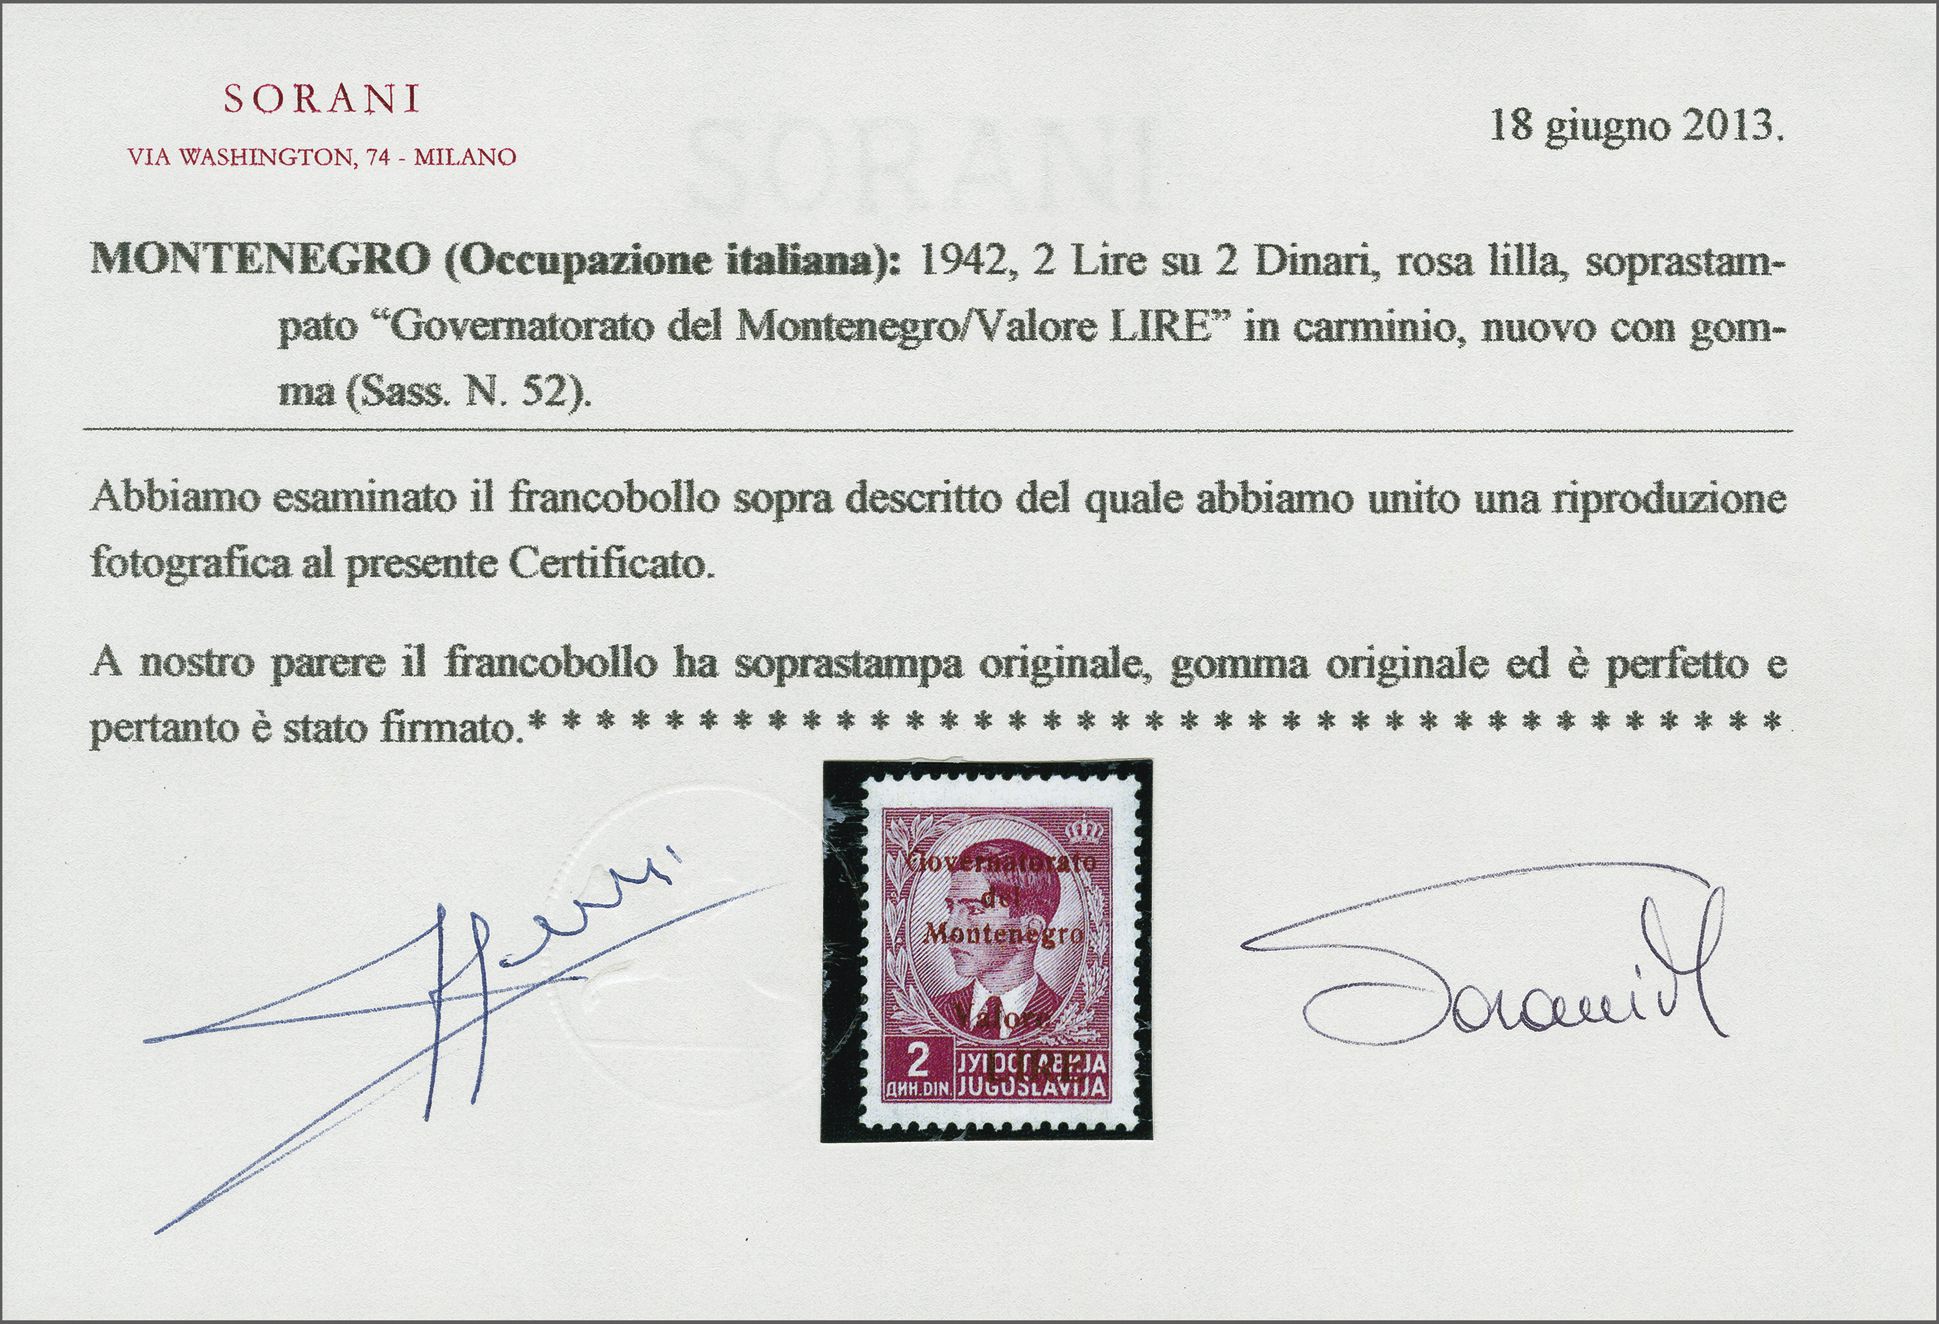 SORANI
VIA WASHINGTON, 74 - MILANO
SORANI
18 giugno 2013.
MONTENEGRO (Occupazione italiana): 1942, 2 Lire su 2 Dinari, rosa lilla, soprastam-
pato “Governatorato del Montenegro/Valore LIRE” in carminio, nuovo con gom-
ma (Sass. N. 52).
Abbiamo esaminato il francobollo sopra descritto del quale abbiamo unito una riproduzione
fotografica al presente Certificato.
A nostro parere il francobollo ha soprastampa originale, gomma originale ed è perfetto e
pertanto è stato firmato.* * * * * * * * * * * * * * * * * * * * * * * * * * * * * * * * * * * * *
Governatorato
del
Montenegro
Valore
LIRE
2
ДИН.DIN.
ЈУГОСЛАВИЈА
JUGOSLAVIJA
Sorani